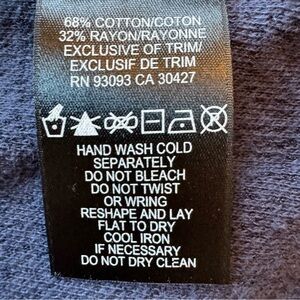 68% COTTON/COTON
32% RAYON/RAYONNE
EXCLUSIVE OF TRIM/
EXCLUSIF DE TRIM
RN 93093 CA 30427
HAND WASH COLD
SEPARATELY
DO NOT BLEACH
DO NOT TWIST
OR WRING
RESHAPE AND LAY
FLAT TO DRY
COOL IRON
IF NECESSARY
DO NOT DRY CLEAN